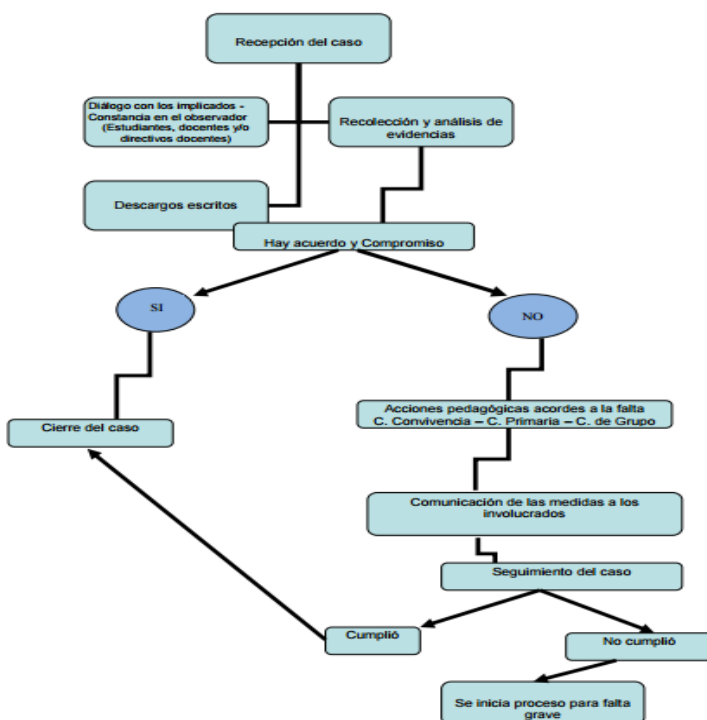 Recepción del caso
Diálogo con los implicados -
Constancia en el observador
(Estudiantes, docentes y/o
directivos docentes)
Recolección y análisis de
evidencias
Descargos escritos
Hay acuerdo y Compromiso
SI
NO
Cierre del caso
Acciones pedagógicas acordes a la falta
C. Convivencia – C. Primaria – C. de Grupo
Comunicación de las medidas a los
involucrados
Seguimiento del caso
Cumplió
No cumplió
Se inicia proceso para falta
grave